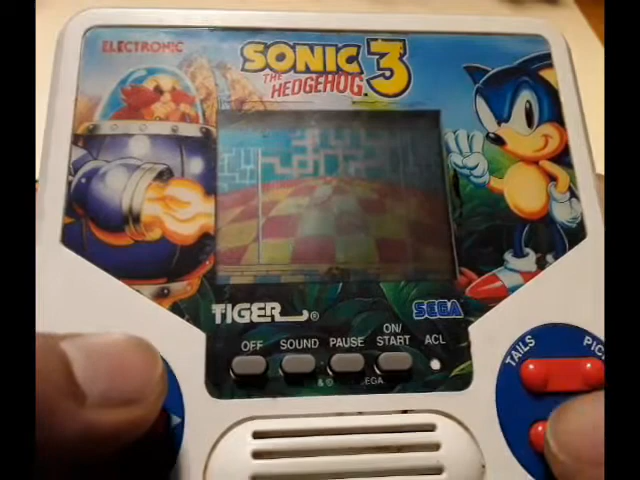 ELECTRONIC
SONIC
THE
HEDGEHOG
3
TIGER®
SEGA
OFF SOUND PAUSE ON/
START ACL
TAILS